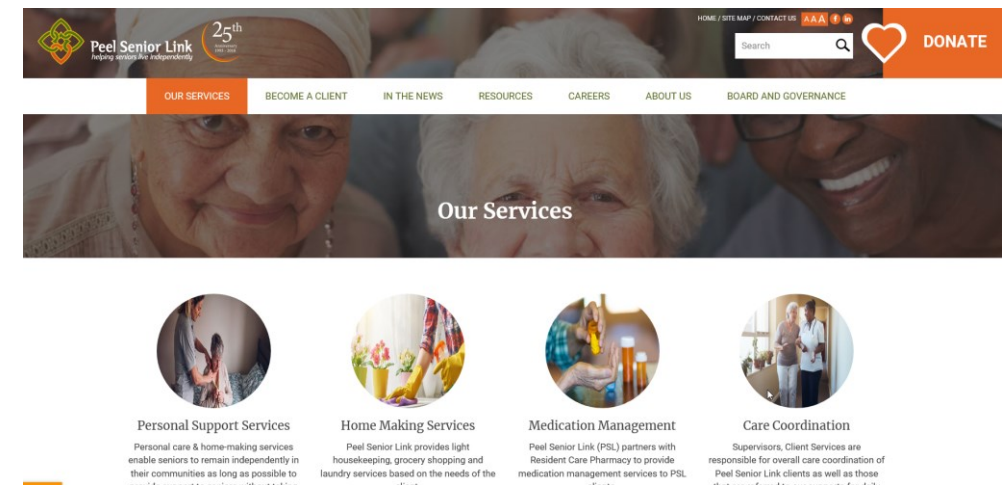 HOME / SITE MAP / CONTACT US A A A f in
25th
Peel Senior Link
helping seniors live independently
Search
DONATE
OUR SERVICES BECOME A CLIENT IN THE NEWS RESOURCES CAREERS ABOUT US BOARD AND GOVERNANCE
Our Services
Personal Support Services
Personal care & home-making services
enable seniors to remain independently in
their communities as long as possible to
Home Making Services
Peel Senior Link provides light
housekeeping, grocery shopping and
laundry services based on the needs of the
Medication Management
Peel Senior Link (PSL) partners with
Resident Care Pharmacy to provide
medication management services to PSL
Care Coordination
Supervisors, Client Services are
responsible for overall care coordination of
Peel Senior Link clients as well as those